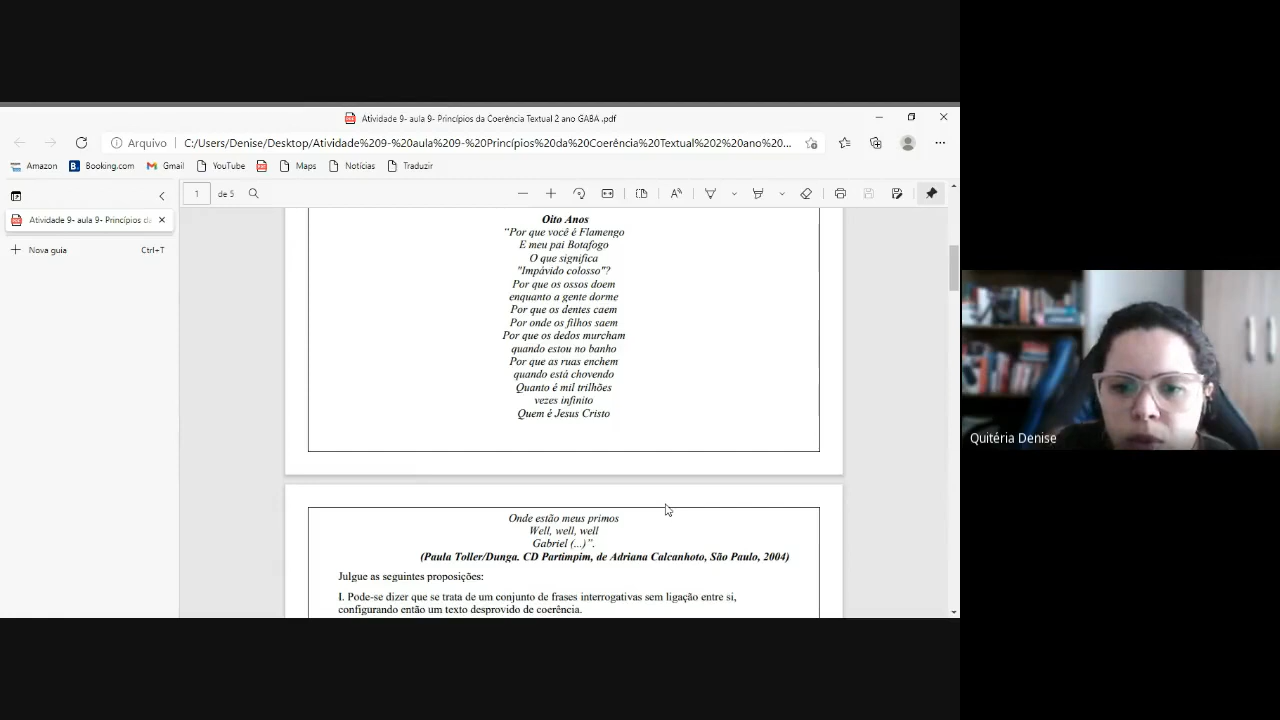 Atividade 9- aula 9- Princípios da Coerência Textual 2 ano GABA .pdf
Arquivo
C:/Users/Denise/Desktop/Atividade%209-%20aula%209-%20Princípios%20da%20Coerência%20Textual%202%20ano%20...
Amazon
Booking.com
Gmail
YouTube
Maps
Notícias
Traduzir
1 de 5
Atividade 9- aula 9- Princípios da
Nova guia Ctrl+T
Oito Anos
“Por que você é Flamengo
E meu pai Botafogo
O que significa
"Impávido colosso"?
Por que os ossos doem
enquanto a gente dorme
Por que os dentes caem
Por onde os filhos saem
Por que os dedos murcham
quando estou no banho
Por que as ruas enchem
quando está chovendo
Quanto é mil trilhões
vezes infinito
Quem é Jesus Cristo
Onde estão meus primos
Well, well, well
Gabriel (...)”.
(Paula Toller/Dunga. CD Partimpim, de Adriana Calcanhoto, São Paulo, 2004)
Julgue as seguintes proposições:
I. Pode-se dizer que se trata de um conjunto de frases interrogativas sem ligação entre si,
configurando então um texto desprovido de coerência.
Quitéria Denise